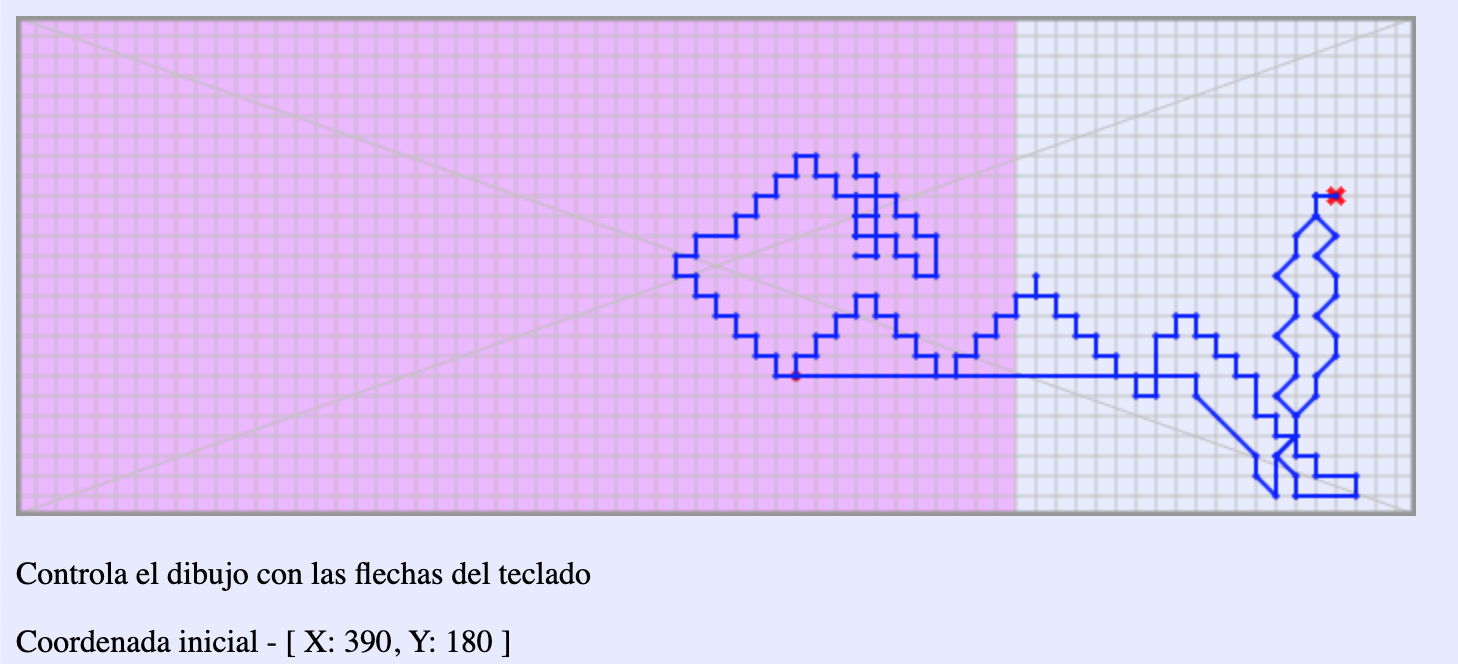 Controla el dibujo con las flechas del teclado
Coordenada inicial - [ X: 390, Y: 180 ]